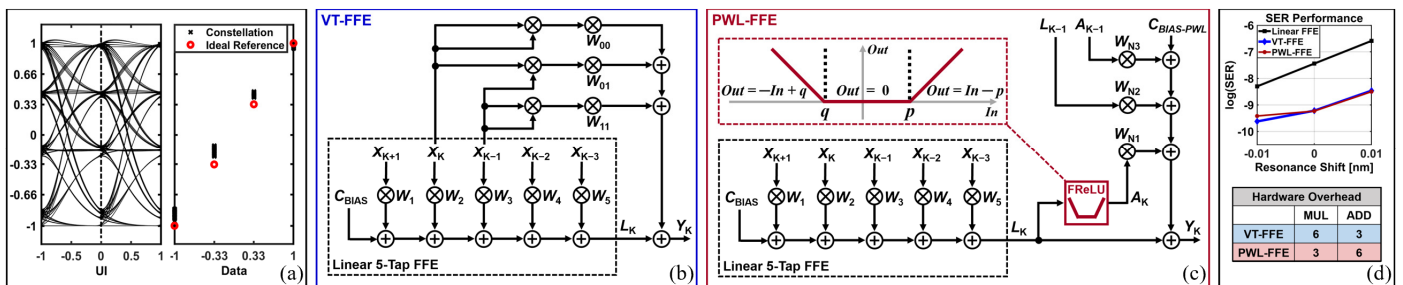 1
0.66
0.33
0
-0.33
-0.66
-1
-1 -0.5 0 0.5 1
UI
Constellation
Ideal Reference
-1 -0.33 0.33 1
Data
(a)
VT-FFE
W00
W01
W11
XK+1 XK XK−1 XK−2 XK−3
W1 W2 W3 W4 W5
CBIAS
LK
YK
Linear 5-Tap FFE
(b)
PWL-FFE
Out
Out = −In + q
Out = 0
Out = In − p
q
p
In
LK−1 AK−1 CBIAS-PWL
WN3
WN2
WN1
XK+1 XK XK−1 XK−2 XK−3
W1 W2 W3 W4 W5
CBIAS
FReLU
AK
LK
YK
Linear 5-Tap FFE
(c)
SER Performance
Linear FFE
VT-FFE
PWL-FFE
log(SER)
-6
-7
-8
-9
-10
-0.01 0 0.01
Resonance Shift [nm]
Hardware Overhead
MUL ADD
VT-FFE 6 3
PWL-FFE 3 6
(d)